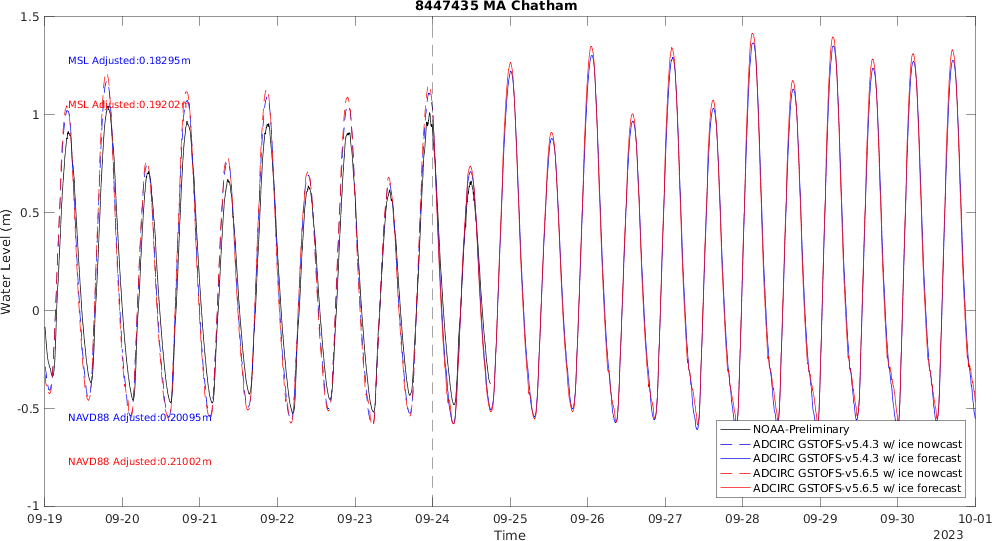 8447435 MA Chatham
1.5
1
0.5
0
-0.5
-1
Water Level (m)
MSL Adjusted:0.18295m
MSL Adjusted:0.19202m
NAVD88 Adjusted:0.20095m
NAVD88 Adjusted:0.21002m
NOAA-Preliminary
ADCIRC GSTOFS-v5.4.3 w/ ice nowcast
ADCIRC GSTOFS-v5.4.3 w/ ice forecast
ADCIRC GSTOFS-v5.6.5 w/ ice nowcast
ADCIRC GSTOFS-v5.6.5 w/ ice forecast
09-19 09-20 09-21 09-22 09-23 09-24 09-25 09-26 09-27 09-28 09-29 09-30 10-01
Time
2023